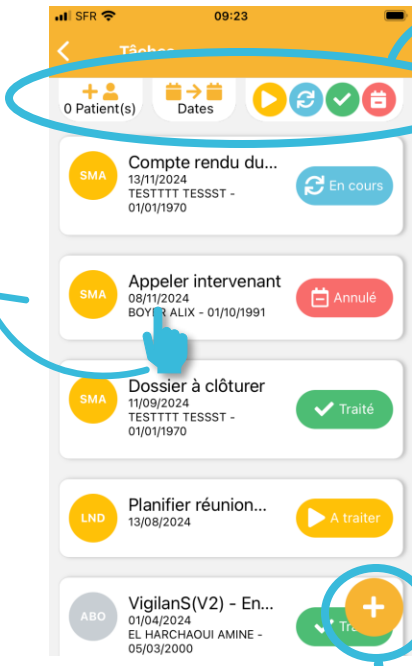 SFR
09:23
Tâches
0 Patient(s)
Dates
SMA
Compte rendu du...
13/11/2024
TESTTTT TESSST -
01/01/1970
En cours
SMA
Appeler intervenant
08/11/2024
BOYER ALIX - 01/10/1991
Annulé
SMA
Dossier à clôturer
11/09/2024
TESTTTT TESSST -
01/01/1970
Traité
LND
Planifier réunion...
13/08/2024
A traiter
ABO
VigilanS(V2) - En...
01/04/2024
EL HARCHAOUI AMINE -
05/03/2000